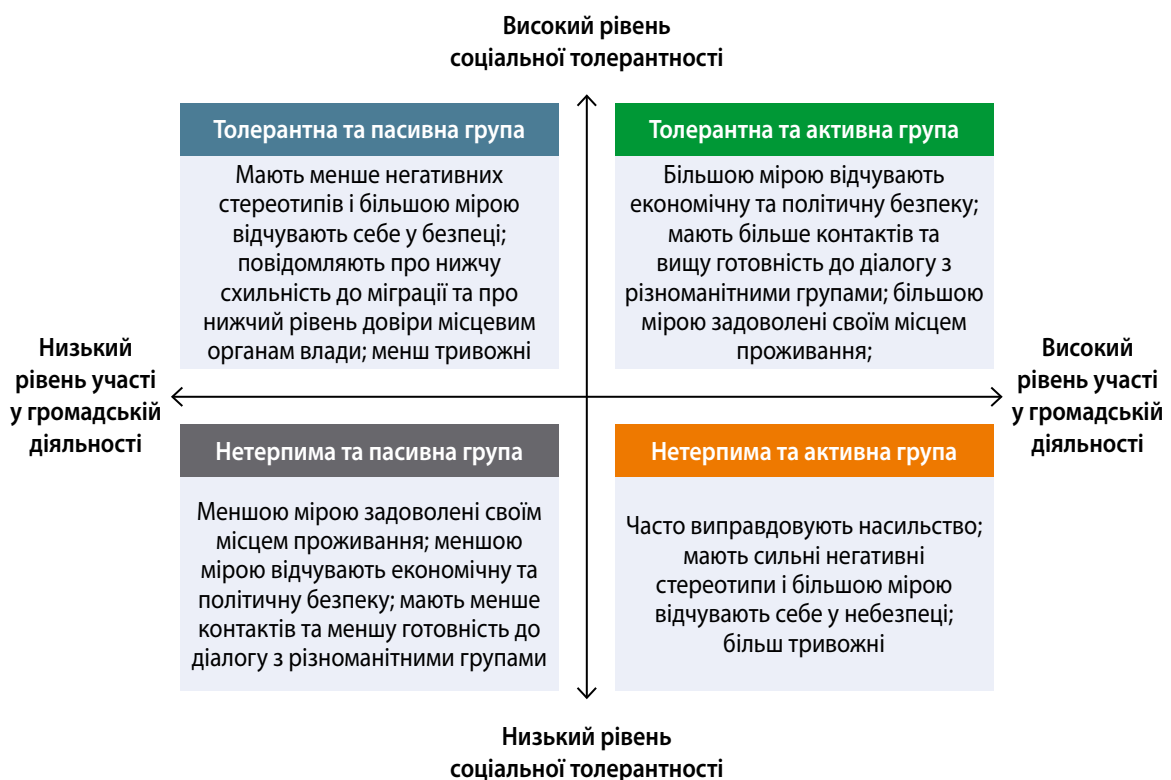 Високий рівень
соціальної толерантності
Толерантна та пасивна група
Мають менше негативних
стереотипів і більшою мірою
відчувають себе у безпеці;
повідомляють про нижчу
схильність до міграції та про
нижчий рівень довіри місцевим
органам влади; менш тривожні
Толерантна та активна група
Більшою мірою відчувають
економічну та політичну безпеку;
мають більше контактів та
вищу готовність до діалогу з
різноманітними групами; більшою
мірою задоволені своїм місцем
проживання;
Низький
рівень участі
у громадській
діяльності
Високий
рівень участі
у громадській
діяльності
Нетерпима та пасивна група
Меншою мірою задоволені своїм
місцем проживання; меншою
мірою відчувають економічну та
політичну безпеку; мають менше
контактів та меншу готовність до
діалогу з різноманітними групами
Нетерпима та активна група
Часто виправдовують насильство;
мають сильні негативні
стереотипи і більшою мірою
відчувають себе у небезпеці;
більш тривожні
Низький рівень
соціальної толерантності